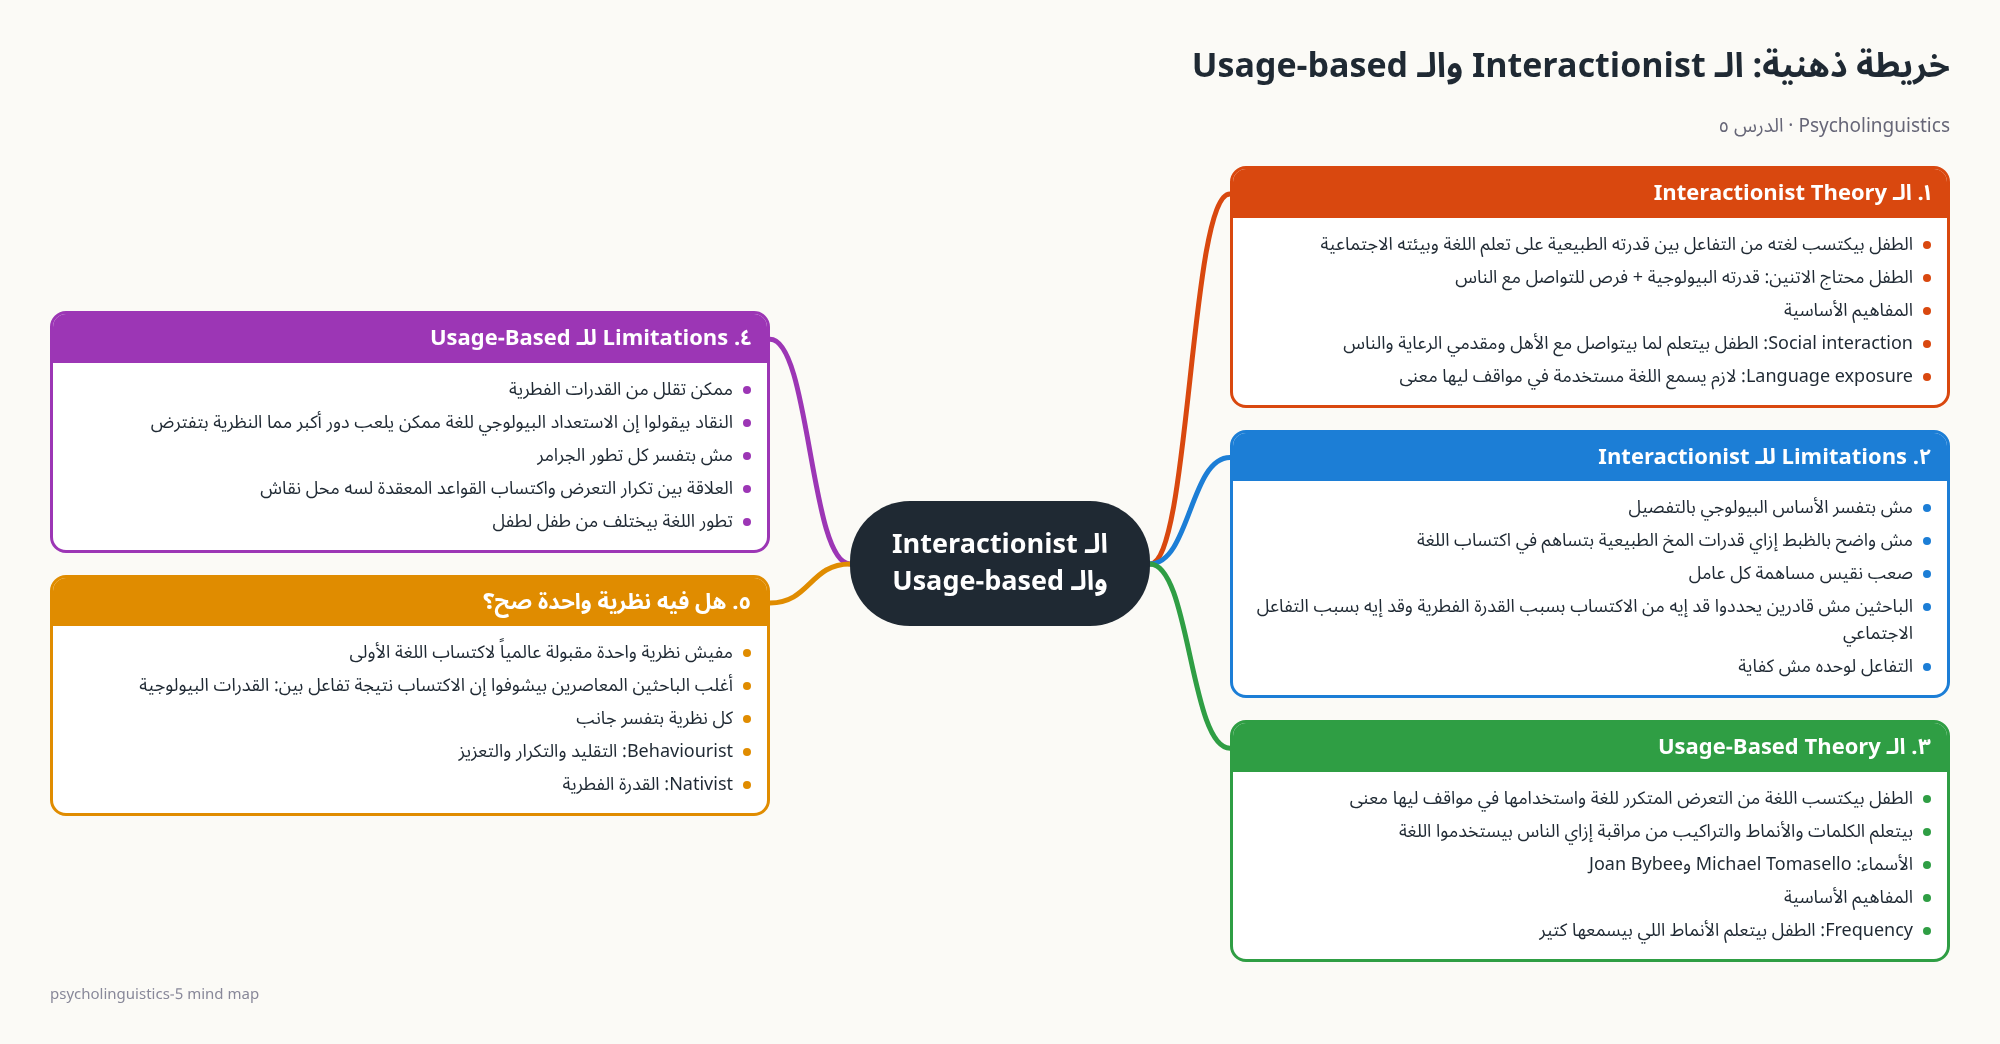 خريطة ذهنية: الـ Interactionist والـ Usage-based
Psycholinguistics · الدرس ٥
١. الـ Interactionist Theory
الطفل بيكتسب لغته من التفاعل بين قدرته الطبيعية على تعلم اللغة وبيئته الاجتماعية
الطفل محتاج الاتنين: قدرته البيولوجية + فرص للتواصل مع الناس
المفاهيم الأساسية
Social interaction: الطفل بيتعلم لما بيتواصل مع الأهل ومقدمي الرعاية والناس
Language exposure: لازم يسمع اللغة مستخدمة في مواقف ليها معنى
٢. Limitations للـ Interactionist
مش بتفسر الأساس البيولوجي بالتفصيل
مش واضح بالظبط إزاي قدرات المخ الطبيعية بتساهم في اكتساب اللغة
صعب نقيس مساهمة كل عامل
الباحثين مش قادرين يحددوا قد إيه من الاكتساب بسبب القدرة الفطرية وقد إيه بسبب التفاعل
الاجتماعي
التفاعل لوحده مش كفاية
٣. الـ Usage-Based Theory
الطفل بيكتسب اللغة من التعرض المتكرر للغة واستخدامها في مواقف ليها معنى
بيتعلم الكلمات والأنماط والتراكيب من مراقبة إزاي الناس بيستخدموا اللغة
الأسماء: Michael Tomasello وJoan Bybee
المفاهيم الأساسية
Frequency: الطفل بيتعلم الأنماط اللي بيسمعها كتير
الـ Interactionist
والـ Usage-based
٤. Limitations للـ Usage-Based
ممكن تقلل من القدرات الفطرية
النقاد بيقولوا إن الاستعداد البيولوجي للغة ممكن يلعب دور أكبر مما النظرية بتفترض
مش بتفسر كل تطور الجرامر
العلاقة بين تكرار التعرض واكتساب القواعد المعقدة لسه محل نقاش
تطور اللغة بيختلف من طفل لطفل
٥. هل فيه نظرية واحدة صح؟
مفيش نظرية واحدة مقبولة عالمياً لاكتساب اللغة الأولى
أغلب الباحثين المعاصرين بيشوفوا إن الاكتساب نتيجة تفاعل بين: القدرات البيولوجية
كل نظرية بتفسر جانب
Behaviourist: التقليد والتكرار والتعزيز
Nativist: القدرة الفطرية
psycholinguistics-5 mind map